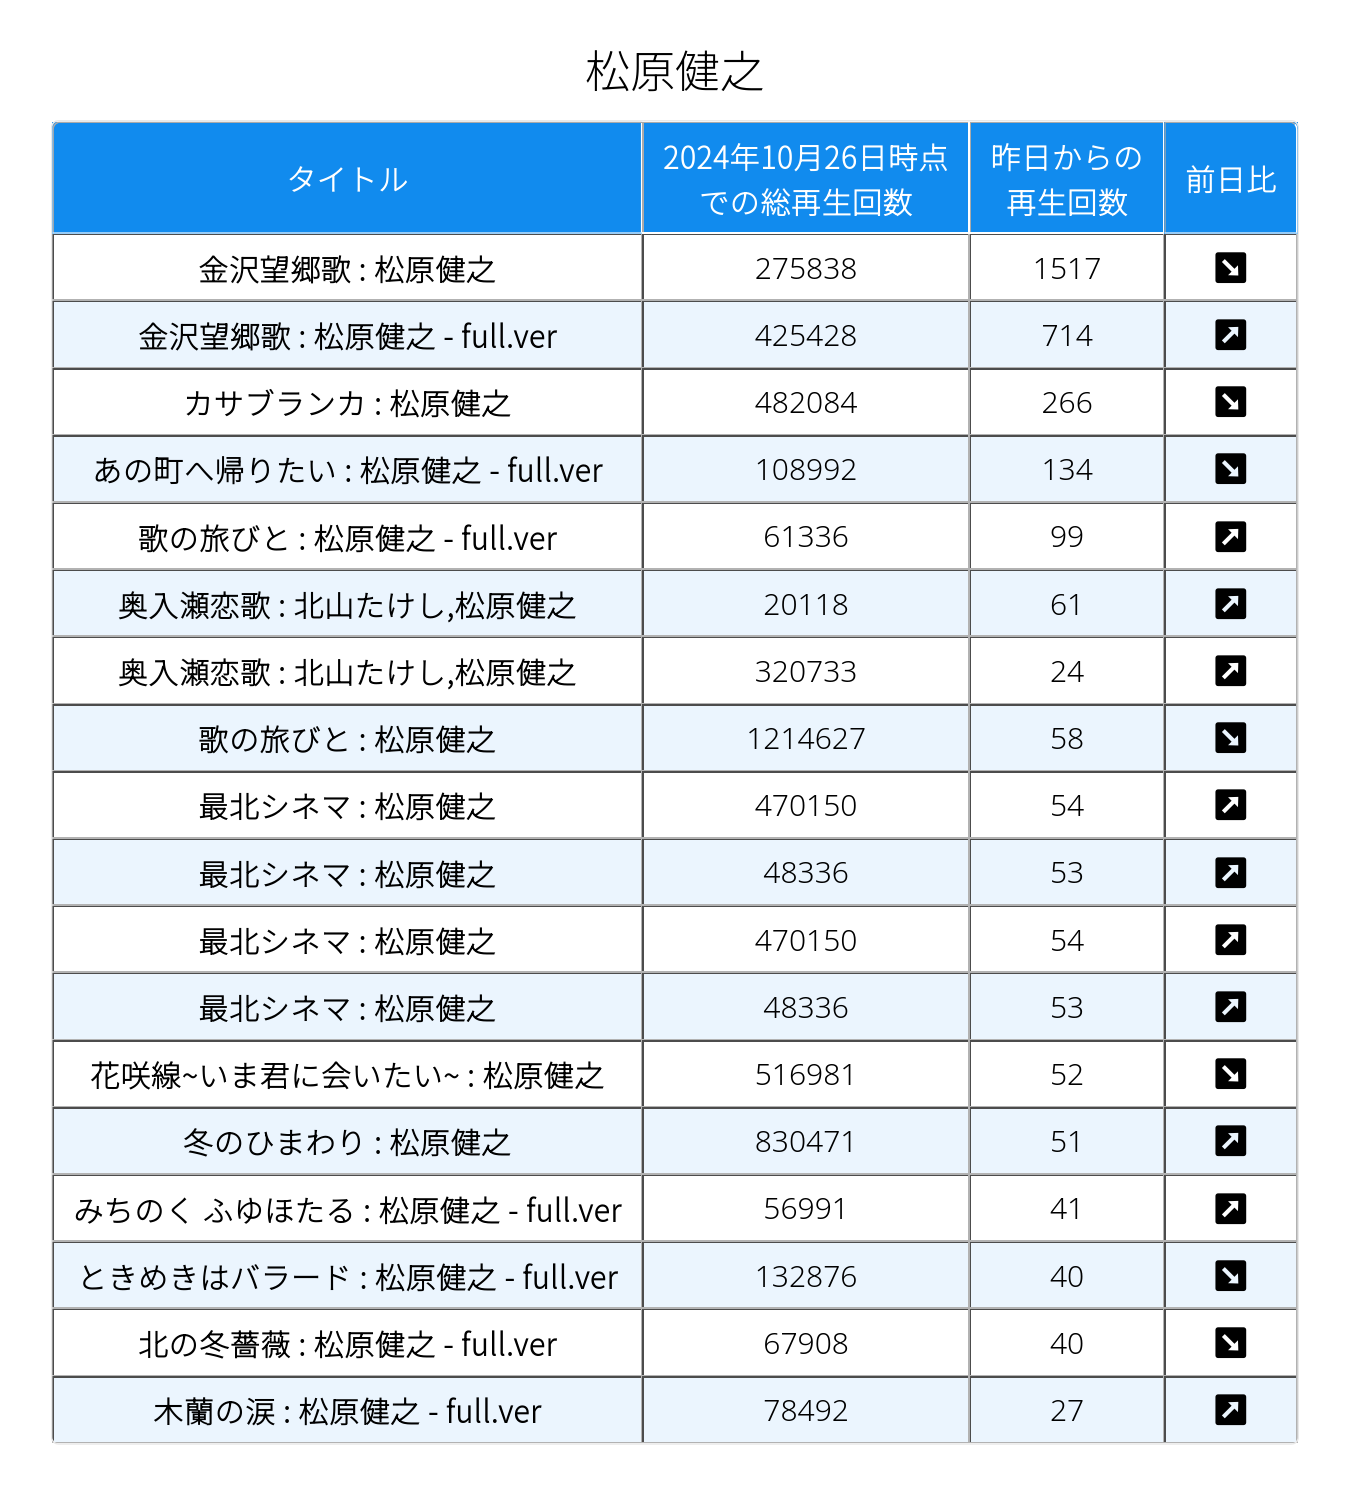 松原健之
タイトル
2024年10月26日時点
での総再生回数
昨日からの
再生回数
前日比
金沢望郷歌 : 松原健之 275838 1517 ↘
金沢望郷歌 : 松原健之 - full.ver 425428 714 ↗
カサブランカ : 松原健之 482084 266 ↘
あの町へ帰りたい : 松原健之 - full.ver 108992 134 ↘
歌の旅びと : 松原健之 - full.ver 61336 99 ↗
奥入瀬恋歌 : 北山たけし,松原健之 20118 61 ↗
奥入瀬恋歌 : 北山たけし,松原健之 320733 24 ↗
歌の旅びと : 松原健之 1214627 58 ↘
最北シネマ : 松原健之 470150 54 ↗
最北シネマ : 松原健之 48336 53 ↗
最北シネマ : 松原健之 470150 54 ↗
最北シネマ : 松原健之 48336 53 ↗
花咲線~いま君に会いたい~ : 松原健之 516981 52 ↘
冬のひまわり : 松原健之 830471 51 ↗
みちのく ふゆほたる : 松原健之 - full.ver 56991 41 ↗
ときめきはバラード : 松原健之 - full.ver 132876 40 ↘
北の冬薔薇 : 松原健之 - full.ver 67908 40 ↘
木蘭の涙 : 松原健之 - full.ver 78492 27 ↗